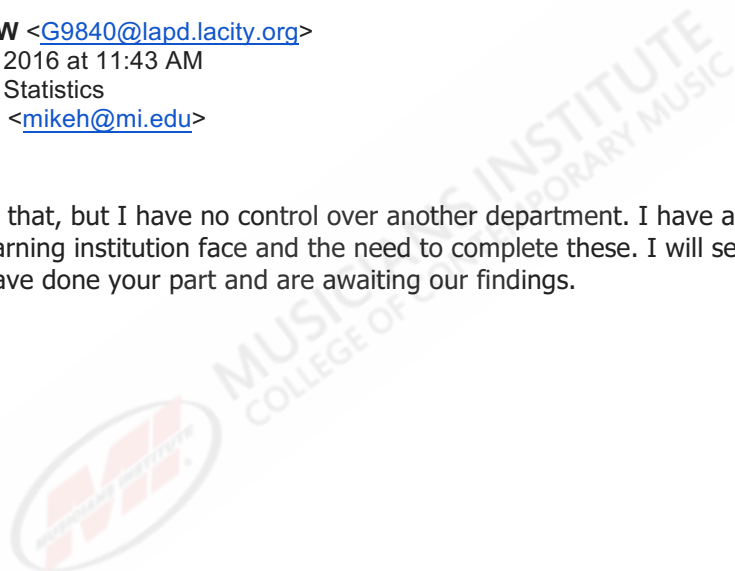 W <G9840@lapd.lacity.org>
2016 at 11:43 AM
Statistics
<mikeh@mi.edu>
that, but I have no control over another department. I have a
arning institution face and the need to complete these. I will se
ave done your part and are awaiting our findings.
MUSICIANS INSTITUTE
COLLEGE OF CONTEMPORARY MUSIC
MUSICIANS INSTITUTE